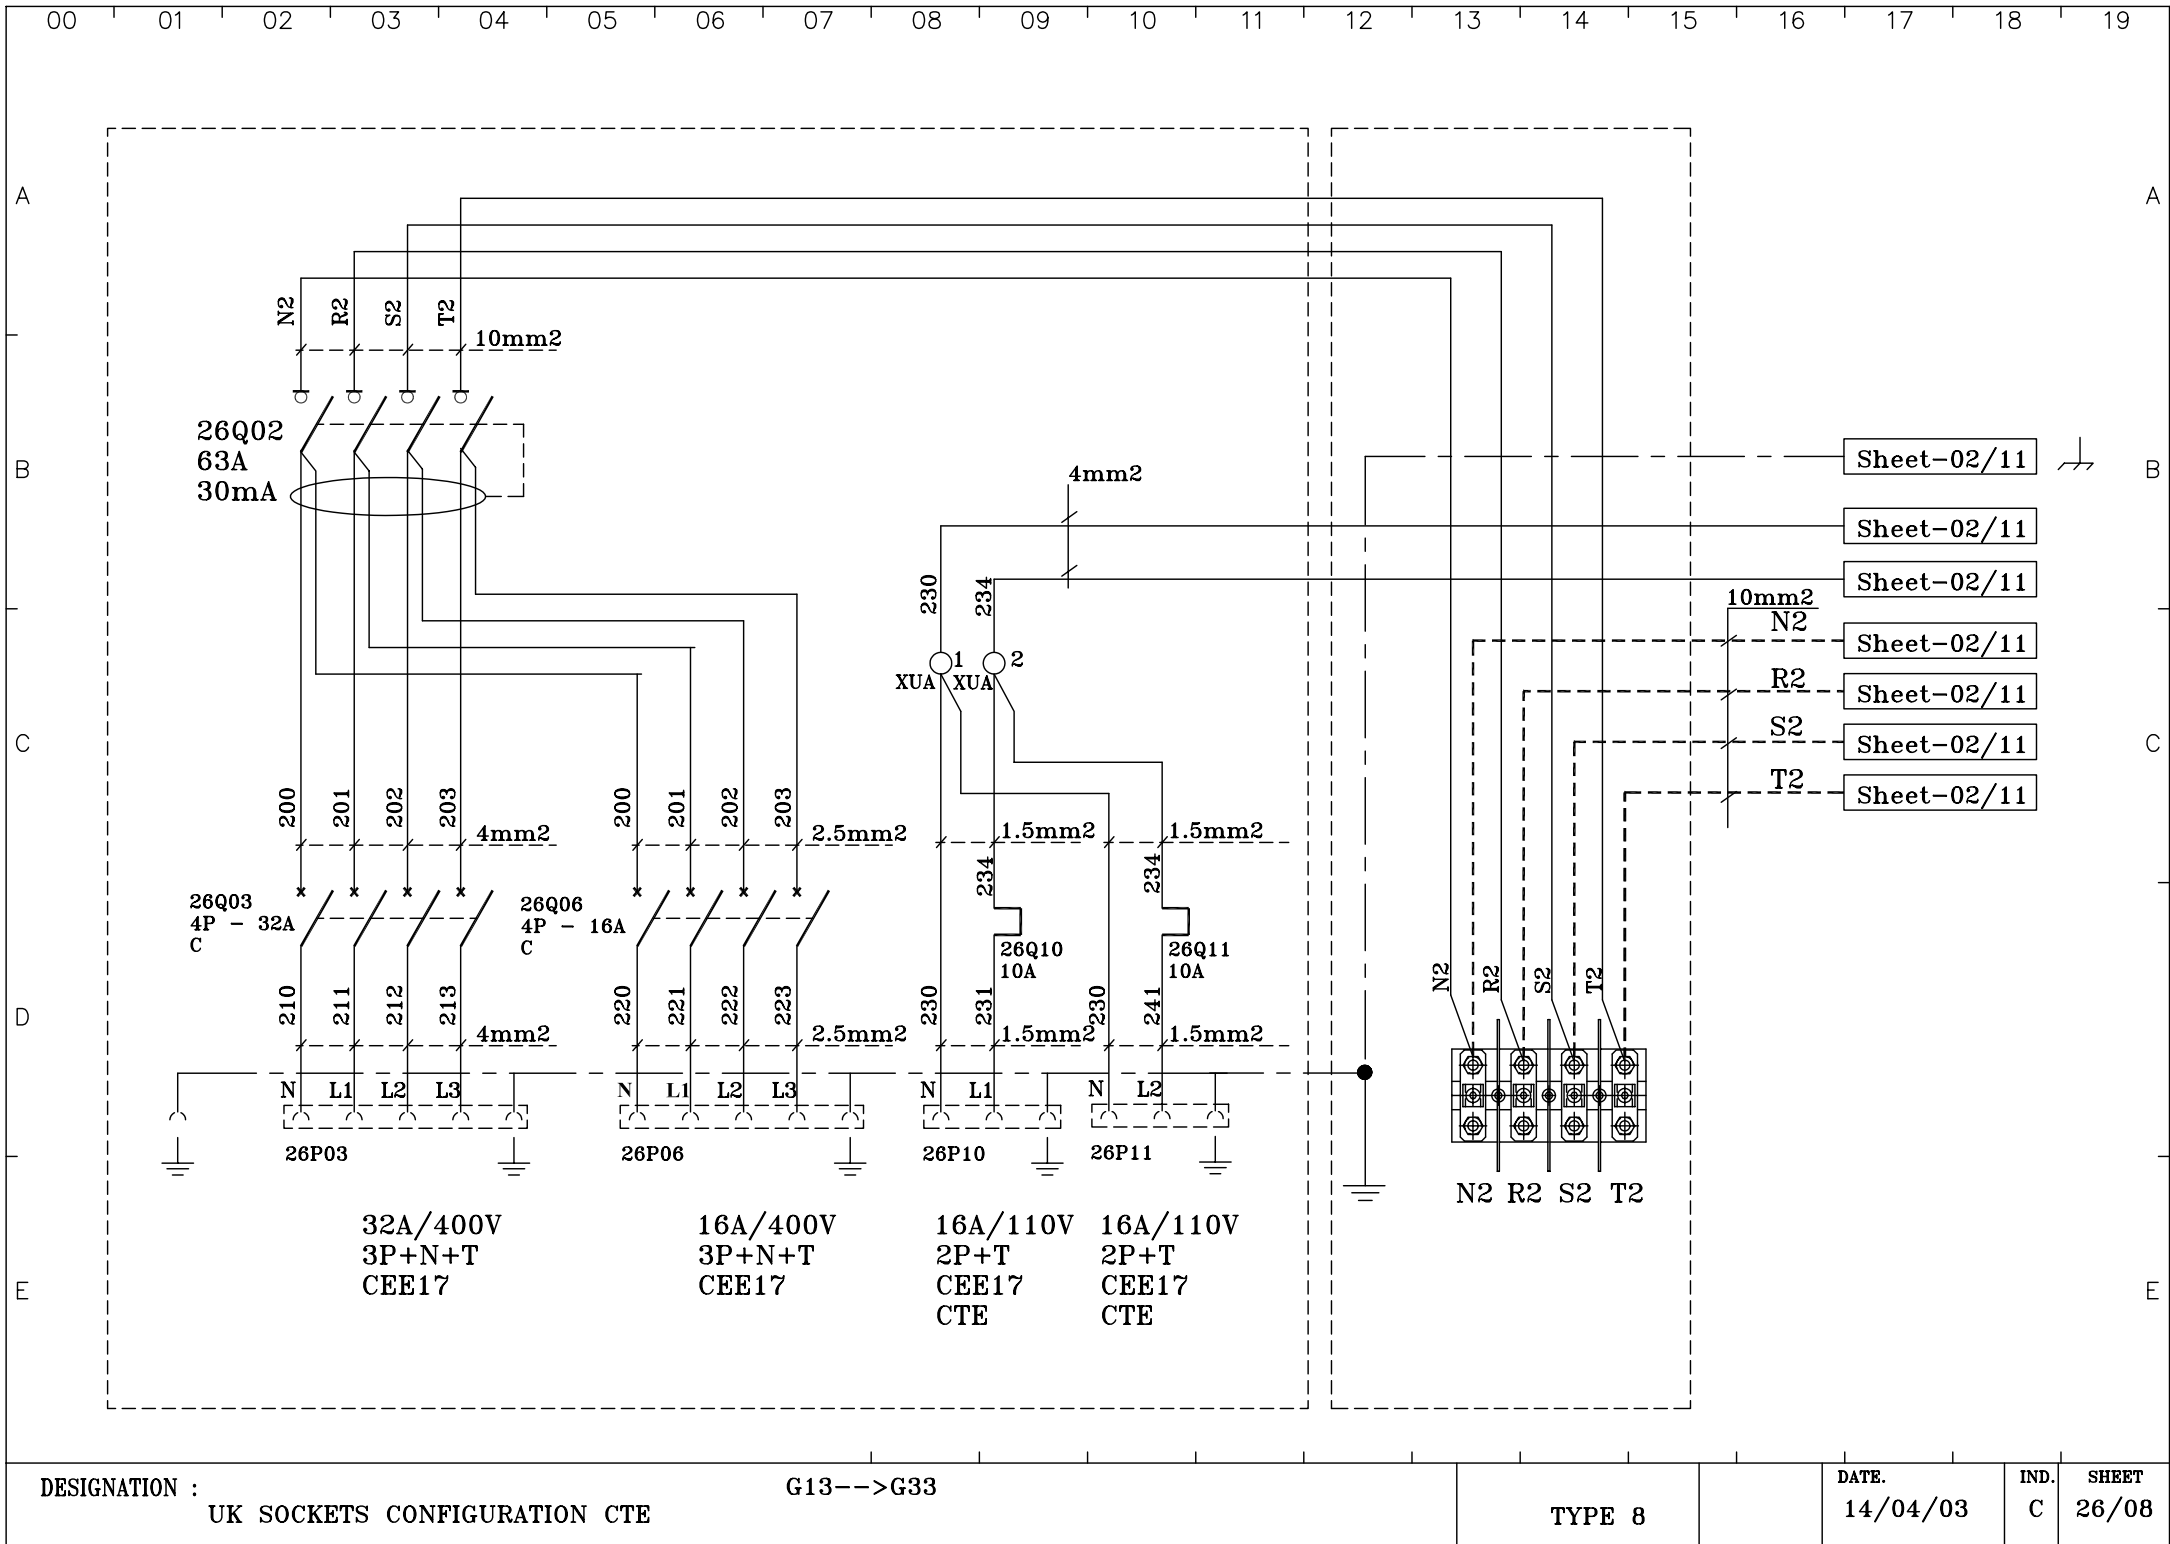 00 01 02 03 04 05 06 07 08 09 10 11 12 13 14 15 16 17 18 19
A A
N2 R2 S2 T2
10mm2
26Q02
63A
30mA
B B
4mm2
Sheet-02/11
Sheet-02/11
Sheet-02/11
230 234
10mm2
N2
Sheet-02/11
1 2
XUA XUA
R2
Sheet-02/11
C C
S2
Sheet-02/11
T2
Sheet-02/11
200 201 202 203
4mm2
200 201 202 203
2.5mm2
1.5mm2
1.5mm2
234 234
26Q03
4P - 32A
C
26Q06
4P - 16A
C
26Q10
10A
26Q11
10A
N2 R2 S2 T2
D D
210 211 212 213
4mm2
220 221 222 223
2.5mm2
230 231
1.5mm2
230 241
1.5mm2
N L1 L2 L3
N L1 L2 L3
N L1
N L2
26P03
26P06
26P10
26P11
N2 R2 S2 T2
32A/400V
3P+N+T
CEE17
16A/400V
3P+N+T
CEE17
16A/110V
2P+T
CEE17
CTE
16A/110V
2P+T
CEE17
CTE
E E
DESIGNATION :
UK SOCKETS CONFIGURATION CTE
G13-->G33
TYPE 8
DATE.
14/04/03
IND.
C
SHEET
26/08